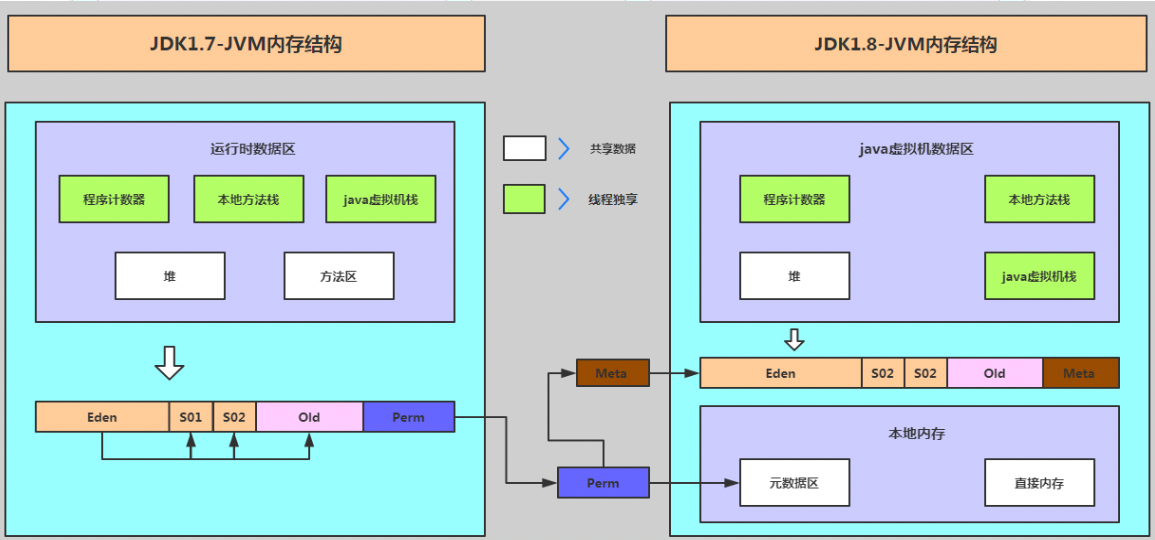 JDK1.7-JVM内存结构
JDK1.8-JVM内存结构
运行时数据区
程序计数器
本地方法栈
java虚拟机栈
堆
方法区
共享数据
线程独享
java虚拟机数据区
程序计数器
本地方法栈
堆
java虚拟机栈
Eden
S01
S02
Old
Perm
Meta
Perm
Eden
S02
S02
Old
Meta
本地内存
元数据区
直接内存